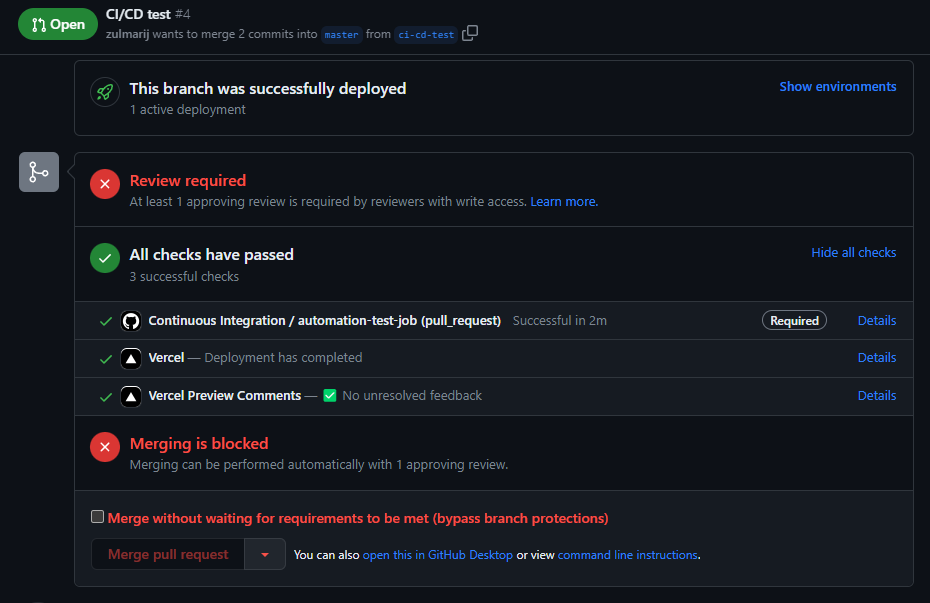 Open
CI/CD test #4
zulmarij wants to merge 2 commits into master from ci-cd-test
This branch was successfully deployed
Show environments
1 active deployment
Review required
At least 1 approving review is required by reviewers with write access. Learn more.
All checks have passed
Hide all checks
3 successful checks
Continuous Integration / automation-test-job (pull_request) Successful in 2m Required Details
Vercel — Deployment has completed Details
Vercel Preview Comments — ✅ No unresolved feedback Details
Merging is blocked
Merging can be performed automatically with 1 approving review.
Merge without waiting for requirements to be met (bypass branch protections)
Merge pull request You can also open this in GitHub Desktop or view command line instructions.